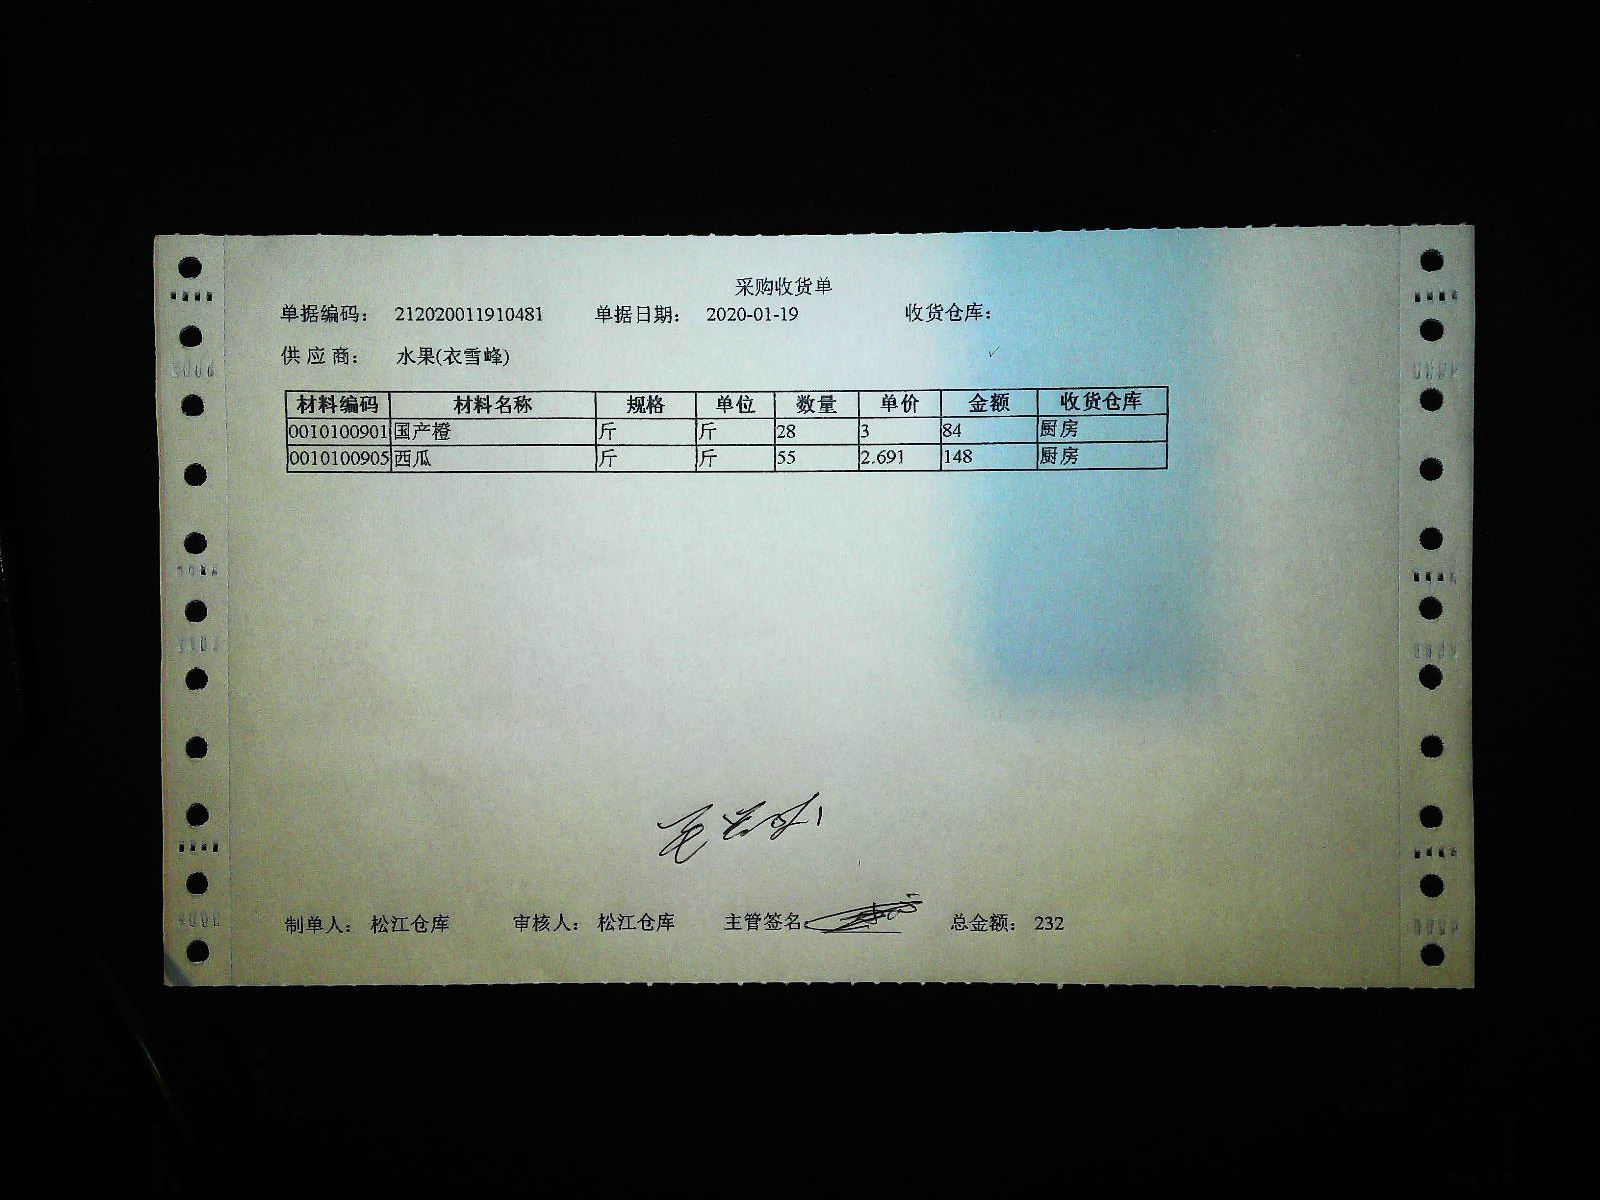 采购收货单
单据编码： 212020011910481 单据日期： 2020-01-19 收货仓库：
供应商： 水果(衣雪峰)
材料编码 材料名称 规格 单位 数量 单价 金额 收货仓库
0010100901 国产橙 斤 斤 28 3 84 厨房
0010100905 西瓜 斤 斤 55 2.691 148 厨房
制单人： 松江仓库 审核人： 松江仓库 主管签名: 总金额： 232